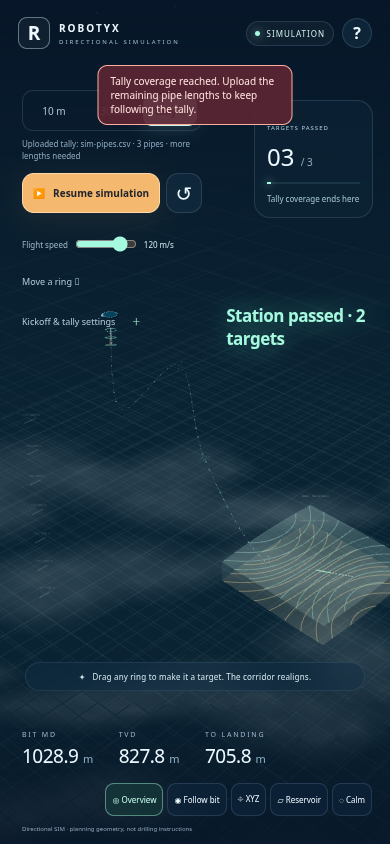 R
ROBOTYX
DIRECTIONAL SIMULATION
SIMULATION
?
Tally coverage reached. Upload the
remaining pipe lengths to keep
following the tally.
10 m
TARGETS PASSED
03 / 3
Tally coverage ends here
Uploaded tally: sim-pipes.csv · 3 pipes · more
lengths needed
Resume simulation
Flight speed
120 m/s
Move a ring
Kickoff & tally settings +
Station passed · 2
targets
Drag any ring to make it a target. The corridor realigns.
BIT MD
TVD
TO LANDING
1028.9 m
827.8 m
705.8 m
Overview
Follow bit
XYZ
Reservoir
Calm
Directional SIM · planning geometry, not drilling instructions